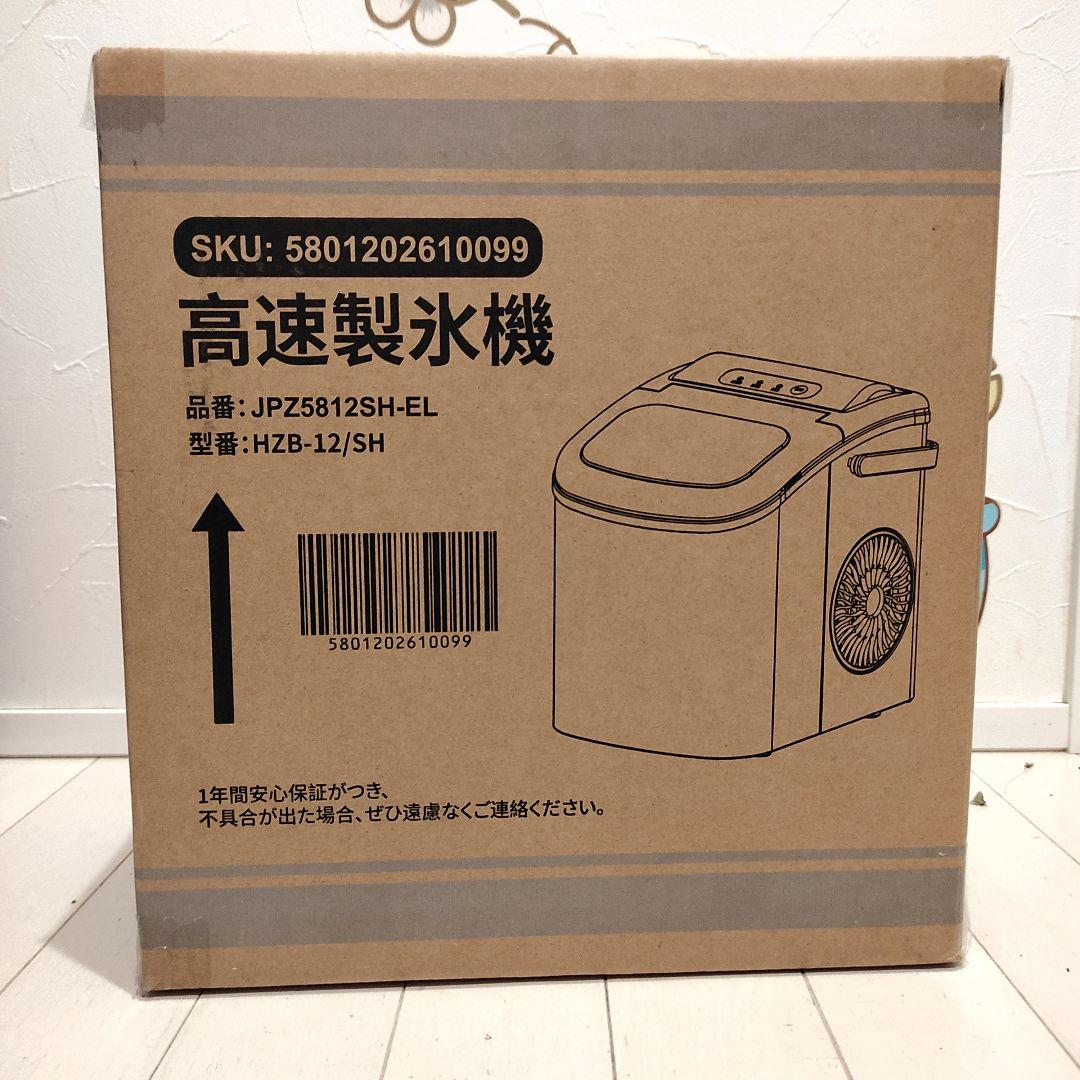 SKU: 5801202610099
高速製氷機
品番：JPZ5812SH-EL
型番：HZB-12/SH
5801202610099
1年間安心保証がつき、
不具合が出た場合、ぜひ遠慮なくご連絡ください。